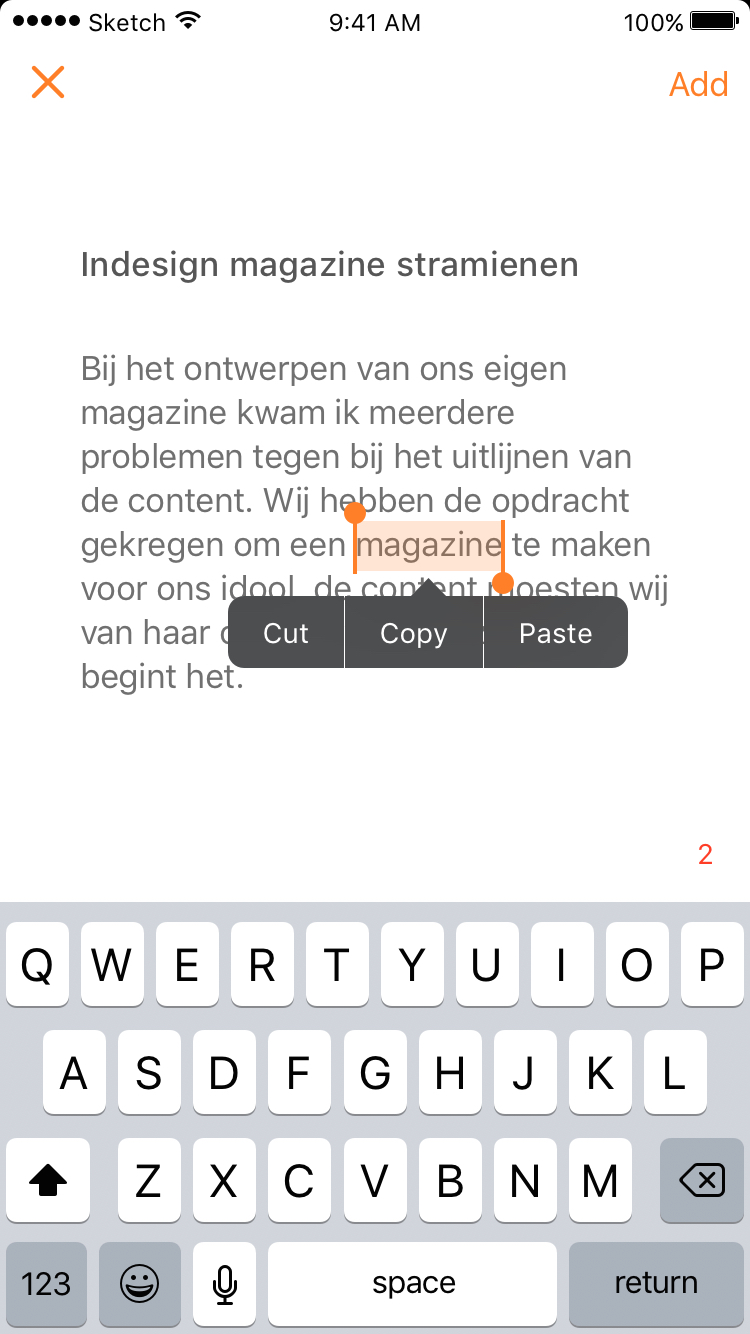 Sketch 9:41 AM 100%
Add
Indesign magazine stramienen
Bij het ontwerpen van ons eigen
magazine kwam ik meerdere
problemen tegen bij het uitlijnen van
de content. Wij hebben de opdracht
gekregen om een magazine te maken
voor ons idool, de content moesten wij
van haar
Cut Copy Paste
begint het.
2
Q W E R T Y U I O P
A S D F G H J K L
Z X C V B N M
123 space return